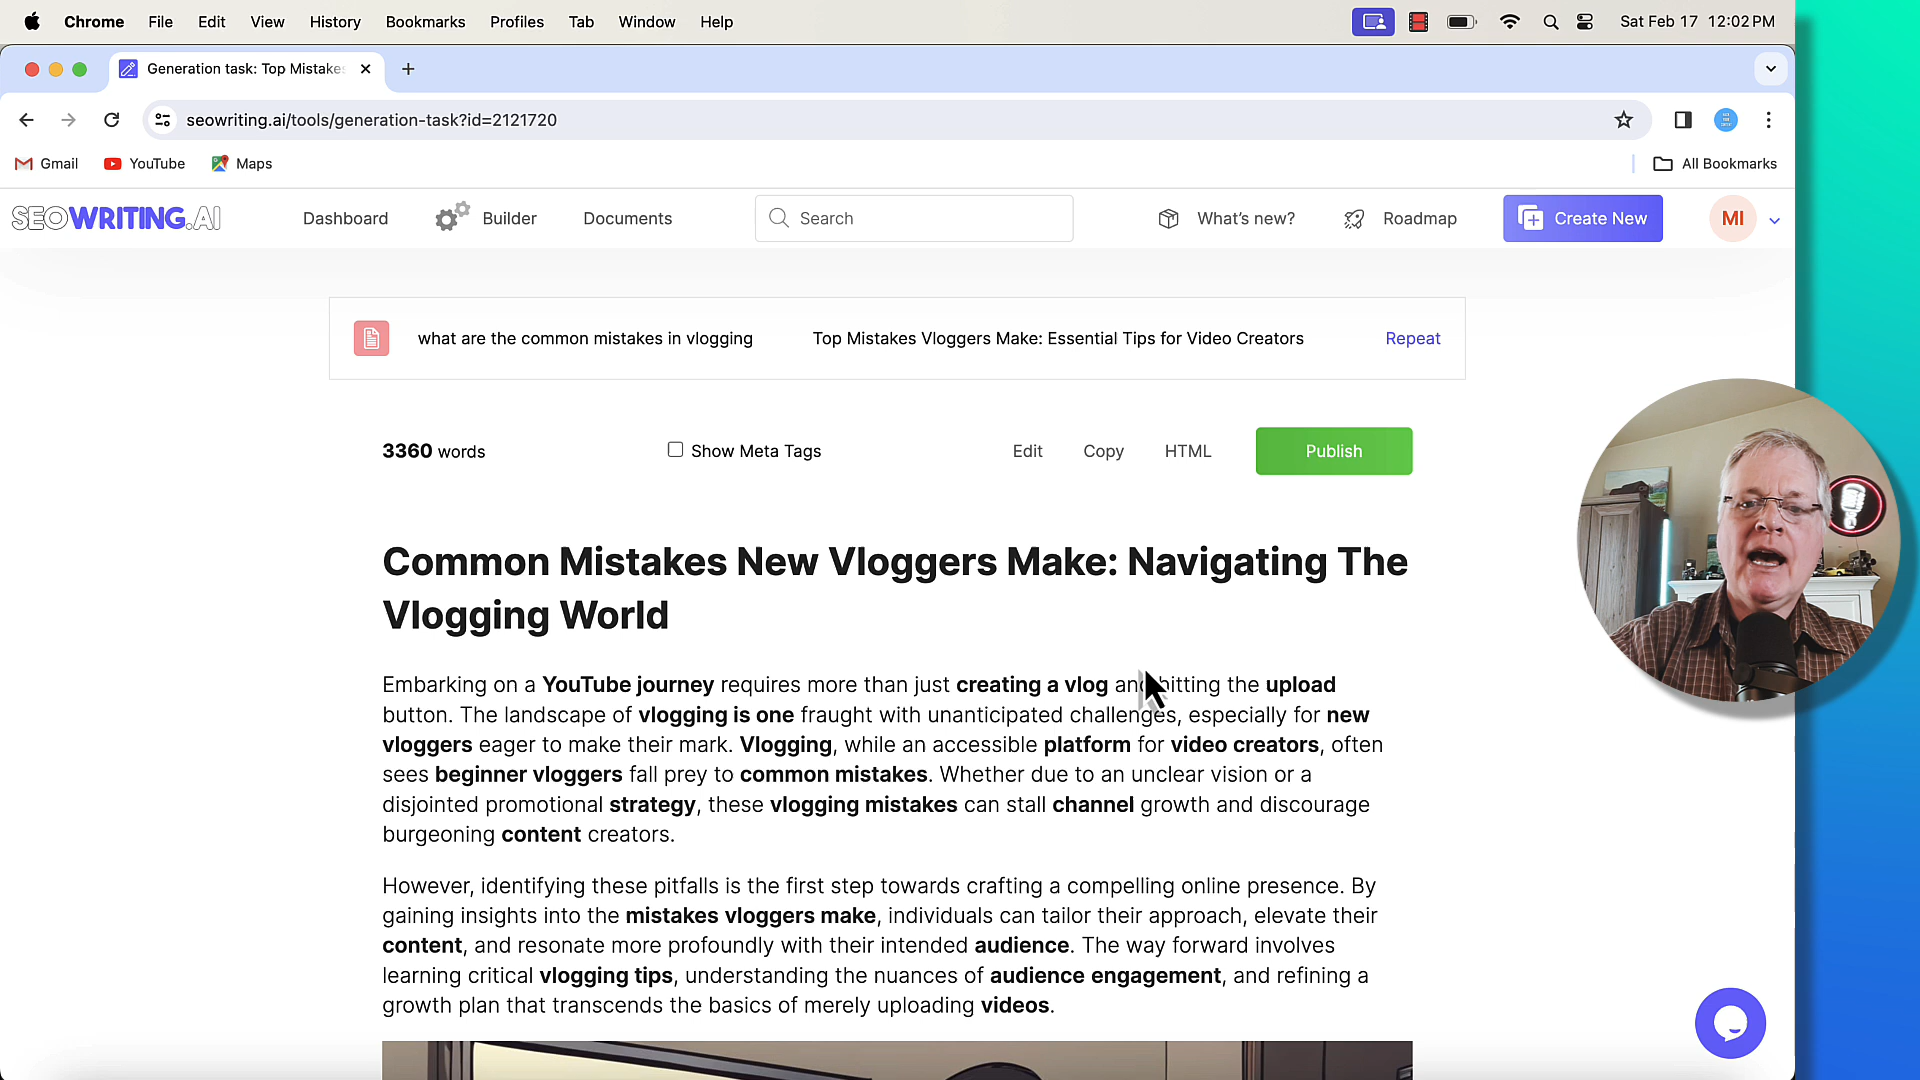 Chrome File Edit View History Bookmarks Profiles Tab Window Help Sat Feb 17 12:02 PM
Generation task: Top Mistake
seowriting.ai/tools/generation-task?id=2121720
Gmail YouTube Maps All Bookmarks
SEOWRITING.AI Dashboard Builder Documents Search What's new? Roadmap Create New MI
what are the common mistakes in vlogging Top Mistakes Vloggers Make: Essential Tips for Video Creators Repeat
3360 words Show Meta Tags Edit Copy HTML Publish
Common Mistakes New Vloggers Make: Navigating The
Vlogging World
Embarking on a YouTube journey requires more than just creating a vlog and hitting the upload
button. The landscape of vlogging is one fraught with unanticipated challenges, especially for new
vloggers eager to make their mark. Vlogging, while an accessible platform for video creators, often
sees beginner vloggers fall prey to common mistakes. Whether due to an unclear vision or a
disjointed promotional strategy, these vlogging mistakes can stall channel growth and discourage
burgeoning content creators.
However, identifying these pitfalls is the first step towards crafting a compelling online presence. By
gaining insights into the mistakes vloggers make, individuals can tailor their approach, elevate their
content, and resonate more profoundly with their intended audience. The way forward involves
learning critical vlogging tips, understanding the nuances of audience engagement, and refining a
growth plan that transcends the basics of merely uploading videos.